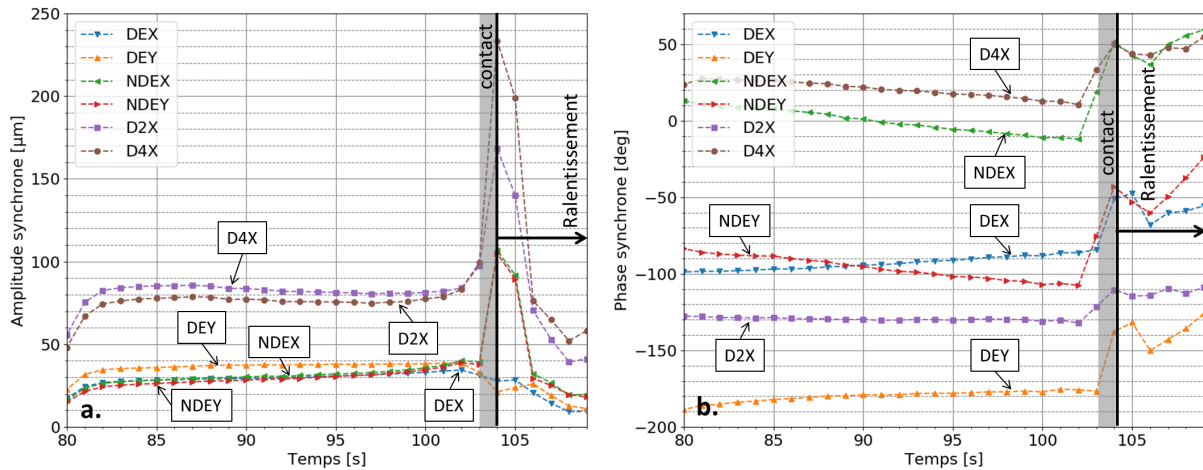 250
200
150
100
50
0
Amplitude synchrone [µm]
DEX
DEY
NDEX
NDEY
D2X
D4X
contact
Ralentissement
D4X
DEY
NDEX
D2X
NDEY
DEX
a.
80
85
90
95
100
105
Temps [s]
50
0
−50
−100
−150
−200
Phase synchrone [deg]
DEX
DEY
NDEX
NDEY
D2X
D4X
contact
Ralentissement
D4X
NDEX
NDEY
DEX
D2X
DEY
b.
80
85
90
95
100
105
Temps [s]